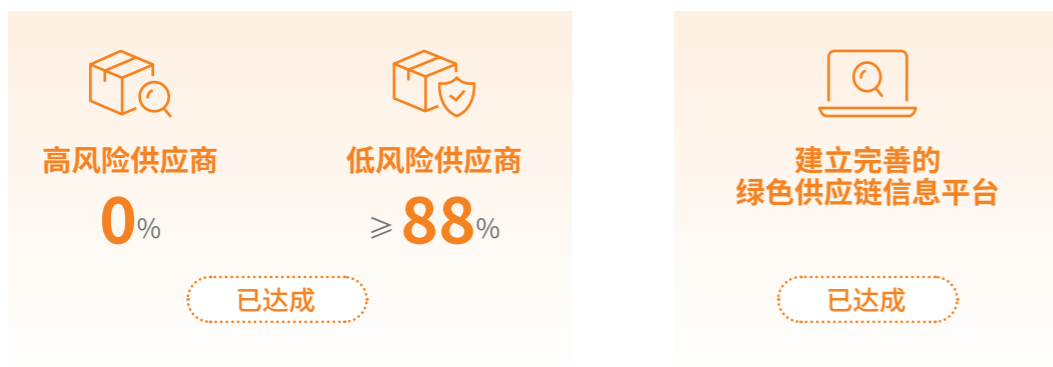 高风险供应商
0%
低风险供应商
≥88%
已达成
建立完善的
绿色供应链信息平台
已达成